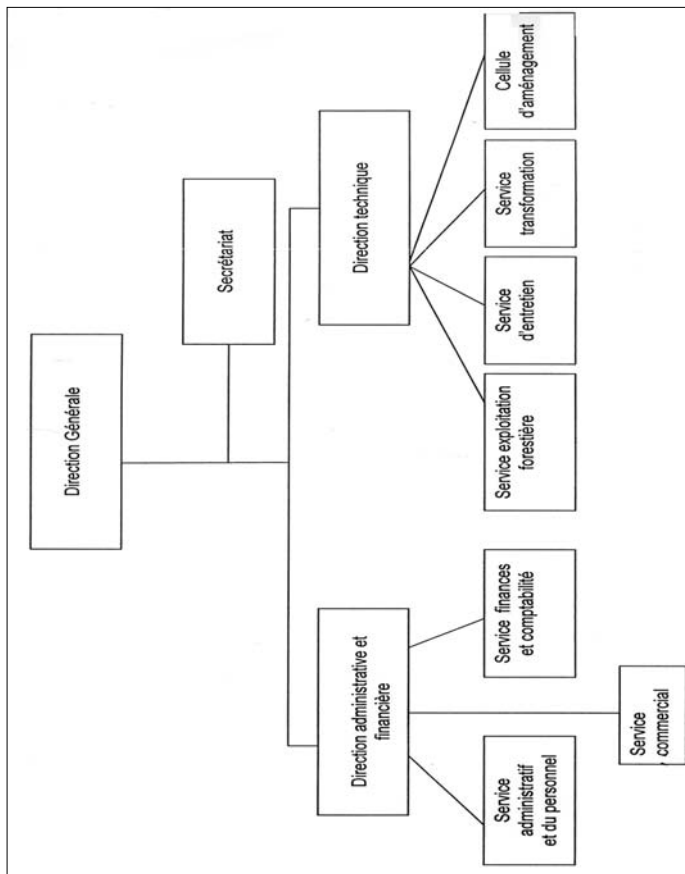 Direction Générale
Secrétariat
Direction administrative et
financière
Direction technique
Service
administratif
et du personnel
Service
commercial
Service finances
et comptabilité
Service exploitation
forestière
Service
d'entretien
Service
transformation
Cellule
d'aménagement